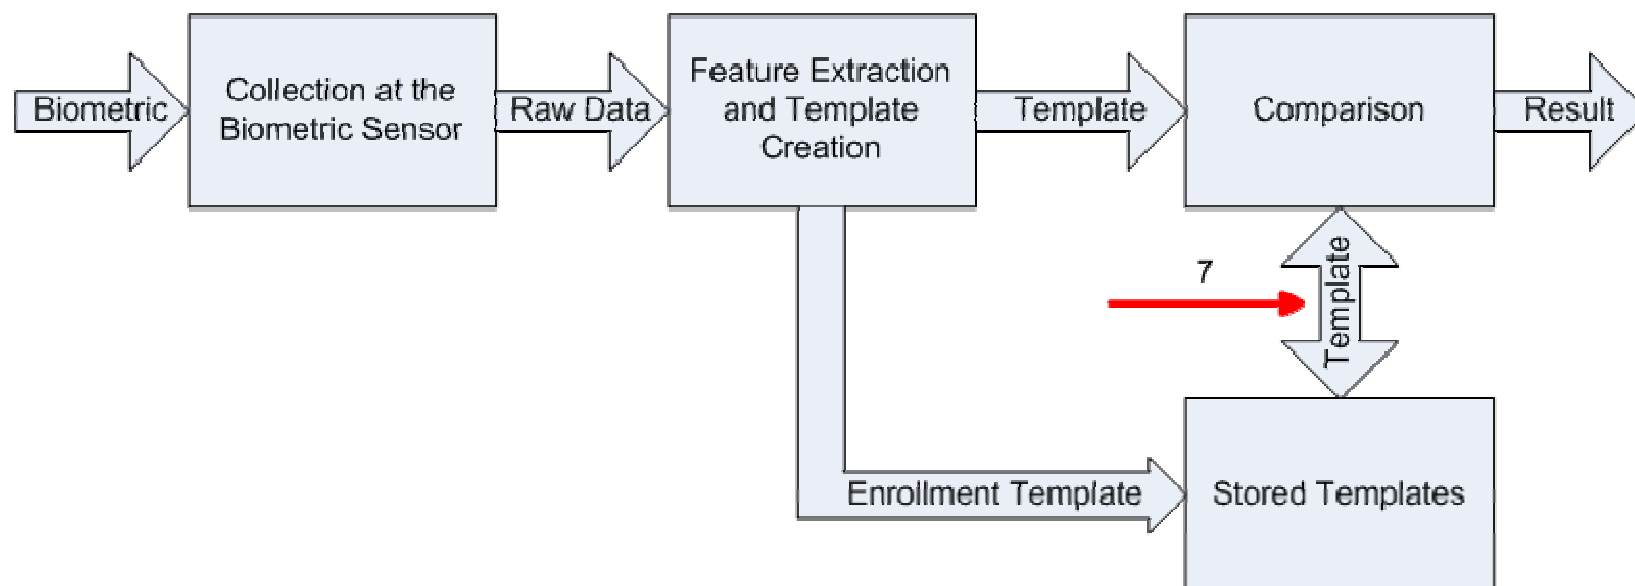 Biometric
Collection at the
Biometric Sensor
Raw Data
Feature Extraction
and Template
Creation
Template
Comparison
Result
7
Template
Enrollment Template
Stored Templates